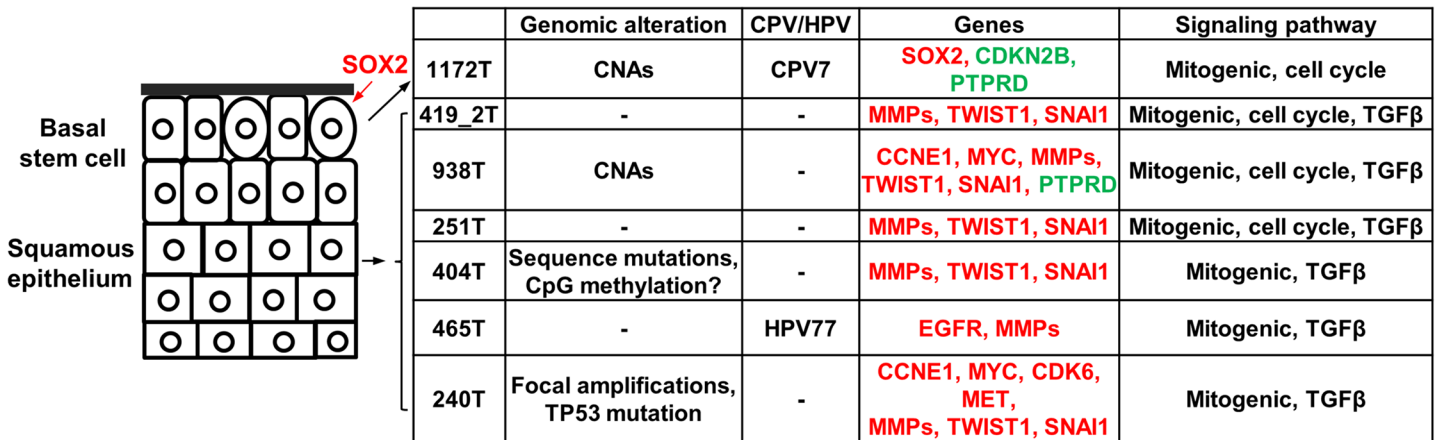 Genomic alteration CPV/HPV Genes Signaling pathway
SOX2
Basal
stem cell
Squamous
epithelium
1172T CNAs CPV7 SOX2, CDKN2B,
PTPRD Mitogenic, cell cycle
419_2T - - MMPs, TWIST1, SNAI1 Mitogenic, cell cycle, TGFβ
938T CNAs - CCNE1, MYC, MMPs,
TWIST1, SNAI1, PTPRD Mitogenic, cell cycle, TGFβ
251T - - MMPs, TWIST1, SNAI1 Mitogenic, cell cycle, TGFβ
404T Sequence mutations,
CpG methylation? - MMPs, TWIST1, SNAI1 Mitogenic, TGFβ
465T - HPV77 EGFR, MMPs Mitogenic, TGFβ
240T Focal amplifications,
TP53 mutation - CCNE1, MYC, CDK6,
MET,
MMPs, TWIST1, SNAI1 Mitogenic, TGFβ